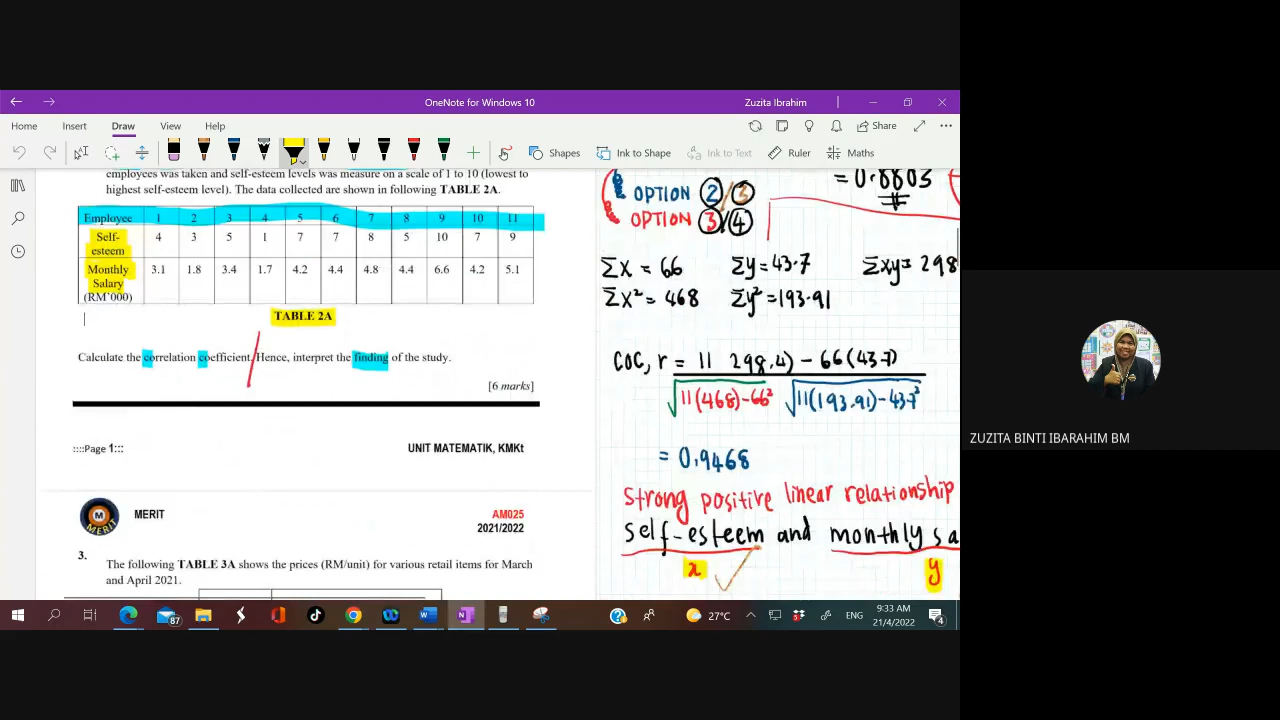 OneNote for Windows 10
Zuzita Ibrahim
Home Insert Draw View Help
Share
Shapes Ink to Shape Ink to Text Ruler Maths
employees was taken and self-esteem levels was measure on a scale of 1 to 10 (lowest to
highest self-esteem level). The data collected are shown in following TABLE 2A.
Employee 1 2 3 4 5 6 7 8 9 10 11
Self-
esteem 4 3 5 1 7 7 8 5 10 7 9
Monthly
Salary
(RM'000) 3.1 1.8 3.4 1.7 4.2 4.4 4.8 4.4 6.6 4.2 5.1
TABLE 2A
Calculate the correlation coefficient. Hence, interpret the finding of the study.
[6 marks]
::::Page 1:::
UNIT MATEMATIK, KMKt
MERIT
MERIT
AM025
2021/2022
3.
The following TABLE 3A shows the prices (RM/unit) for various retail items for March
and April 2021.
= 0.8803
OPTION 2/3
OPTION 3/4
Σx = 66 Σy = 43.7 Σxy = 298
Σx² = 468 Σy² = 193.91
COC, r = 11 298.4) - 66(43.7)
√11(468)-66² √11(193.91)-43.7²
= 0.9468
Strong positive linear relationship
self-esteem and monthly sa
x y
ZUZITA BINTI IBARAHIM BM
87
27°C
5
ENG
9:33 AM
21/4/2022
4